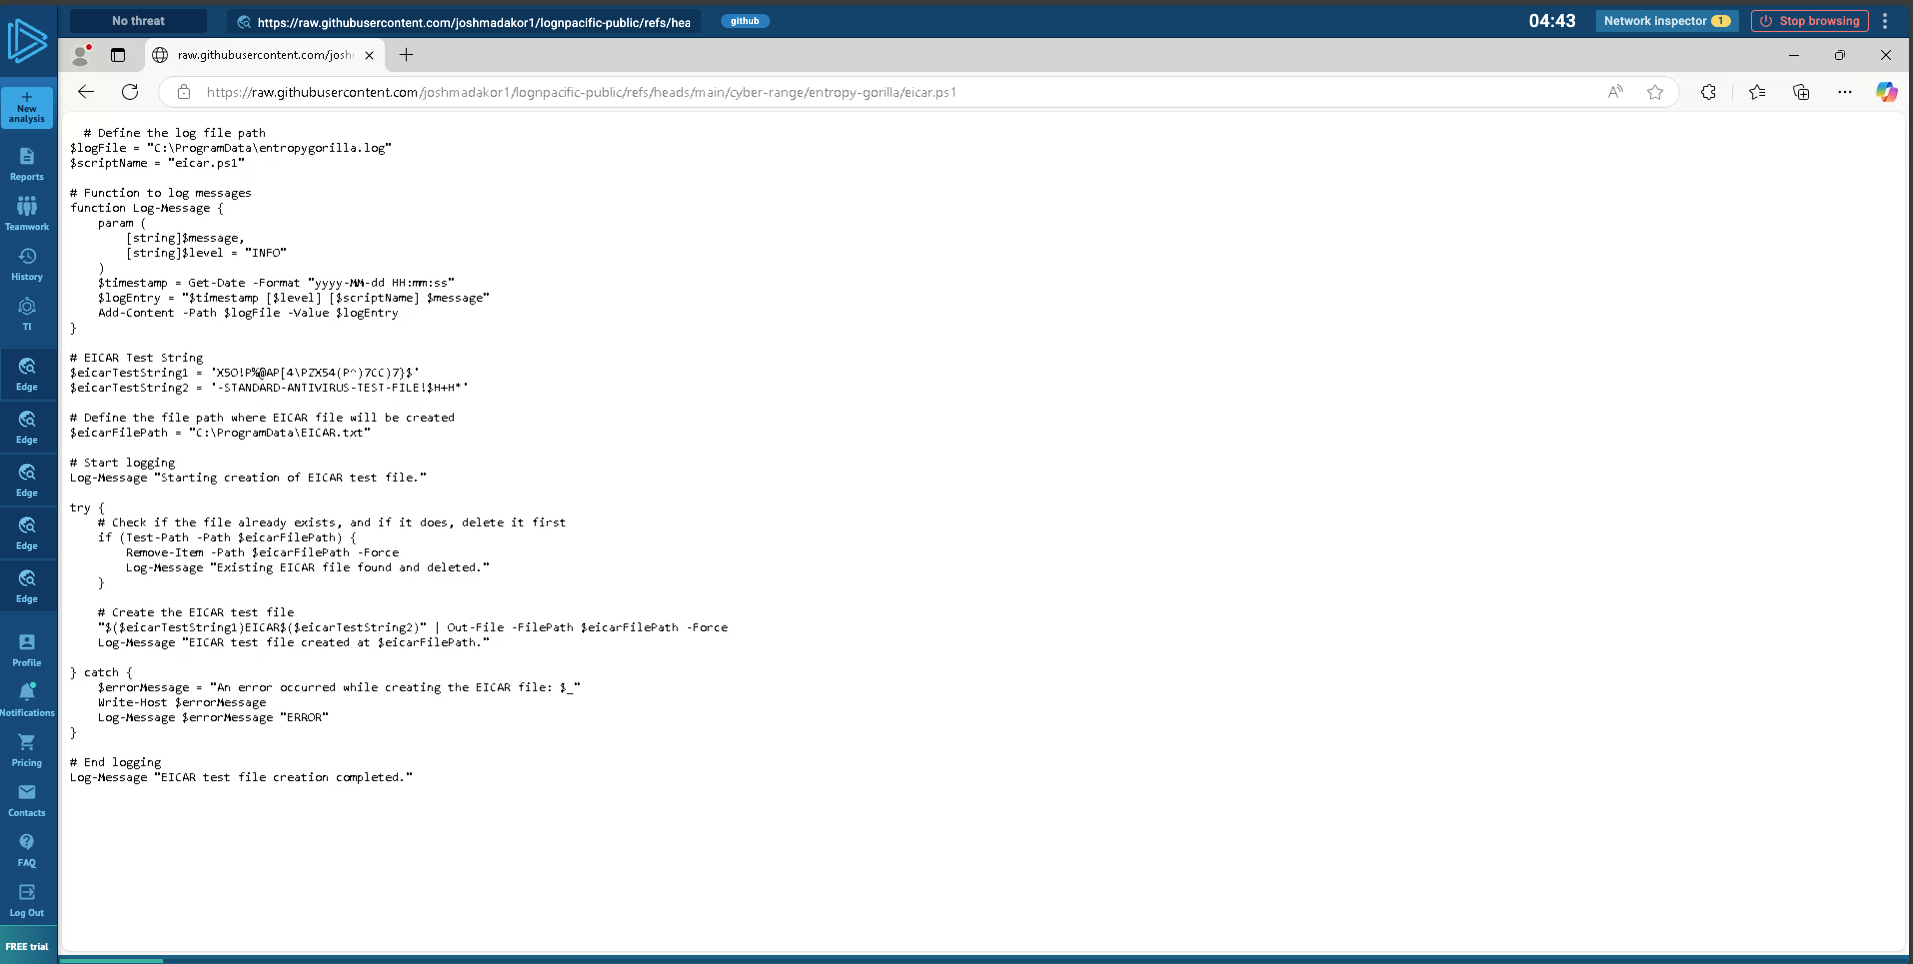 No threat
https://raw.githubusercontent.com/joshmadakor1/lognpacific-public/refs/hea
github
04:43
Network inspector 1
Stop browsing
raw.githubusercontent.com/josh
https://raw.githubusercontent.com/joshmadakor1/lognpacific-public/refs/heads/main/cyber-range/entropy-gorilla/eicar.ps1
New
analysis
Reports
Teamwork
History
TI
Edge
Edge
Edge
Edge
Edge
Profile
Notifications
Pricing
Contacts
FAQ
Log Out
FREE trial
# Define the log file path
$logFile = "C:\ProgramData\entropygorilla.log"
$scriptName = "eicar.ps1"
# Function to log messages
function Log-Message {
    param (
        [string]$message,
        [string]$level = "INFO"
    )
    $timestamp = Get-Date -Format "yyyy-MM-dd HH:mm:ss"
    $logEntry = "$timestamp [$level] [$scriptName] $message"
    Add-Content -Path $logFile -Value $logEntry
}
# EICAR Test String
$eicarTestString1 = 'X5O!P%@AP[4\PZX54(P^)7CC)7}$'
$eicarTestString2 = '-STANDARD-ANTIVIRUS-TEST-FILE!$H+H*'
# Define the file path where EICAR file will be created
$eicarFilePath = "C:\ProgramData\EICAR.txt"
# Start logging
Log-Message "Starting creation of EICAR test file."
try {
    # Check if the file already exists, and if it does, delete it first
    if (Test-Path -Path $eicarFilePath) {
        Remove-Item -Path $eicarFilePath -Force
        Log-Message "Existing EICAR file found and deleted."
    }
    # Create the EICAR test file
    "$($eicarTestString1)EICAR$($eicarTestString2)" | Out-File -FilePath $eicarFilePath -Force
    Log-Message "EICAR test file created at $eicarFilePath."
} catch {
    $errorMessage = "An error occurred while creating the EICAR file: $_"
    Write-Host $errorMessage
    Log-Message $errorMessage "ERROR"
}
# End logging
Log-Message "EICAR test file creation completed."